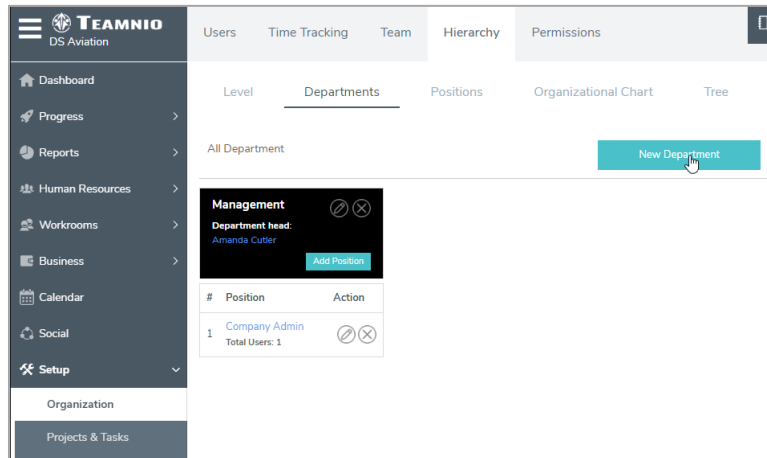 TEAMNIO
DS Aviation
Dashboard
Progress
Reports
Human Resources
Workrooms
Business
Calendar
Social
Setup
Organization
Projects & Tasks
Users Time Tracking Team Hierarchy Permissions
Level Departments Positions Organizational Chart Tree
All Department
New Department
Management
Department head:
Amanda Cutler
Add Position
# Position Action
1 Company Admin
Total Users: 1